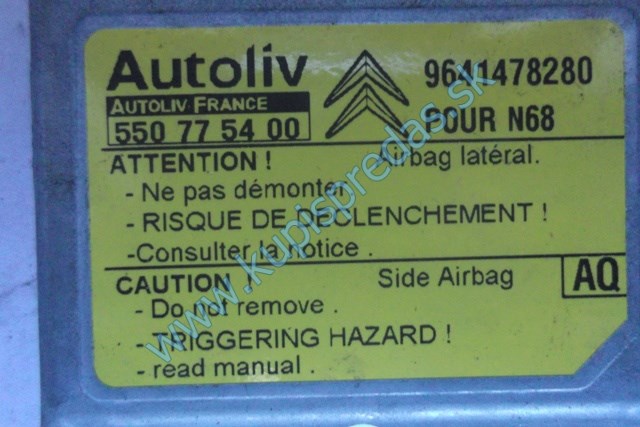 Autoliv 9641478280
AUTOLIV FRANCE
550 77 54 00 POUR N68
ATTENTION ! Airbag latéral.
- Ne pas démonter
- RISQUE DE DECLENCHEMENT !
-Consulter la notice .
CAUTION ! Side Airbag AQ
- Do not remove .
- TRIGGERING HAZARD !
- read manual .
www.kupispredas.sk